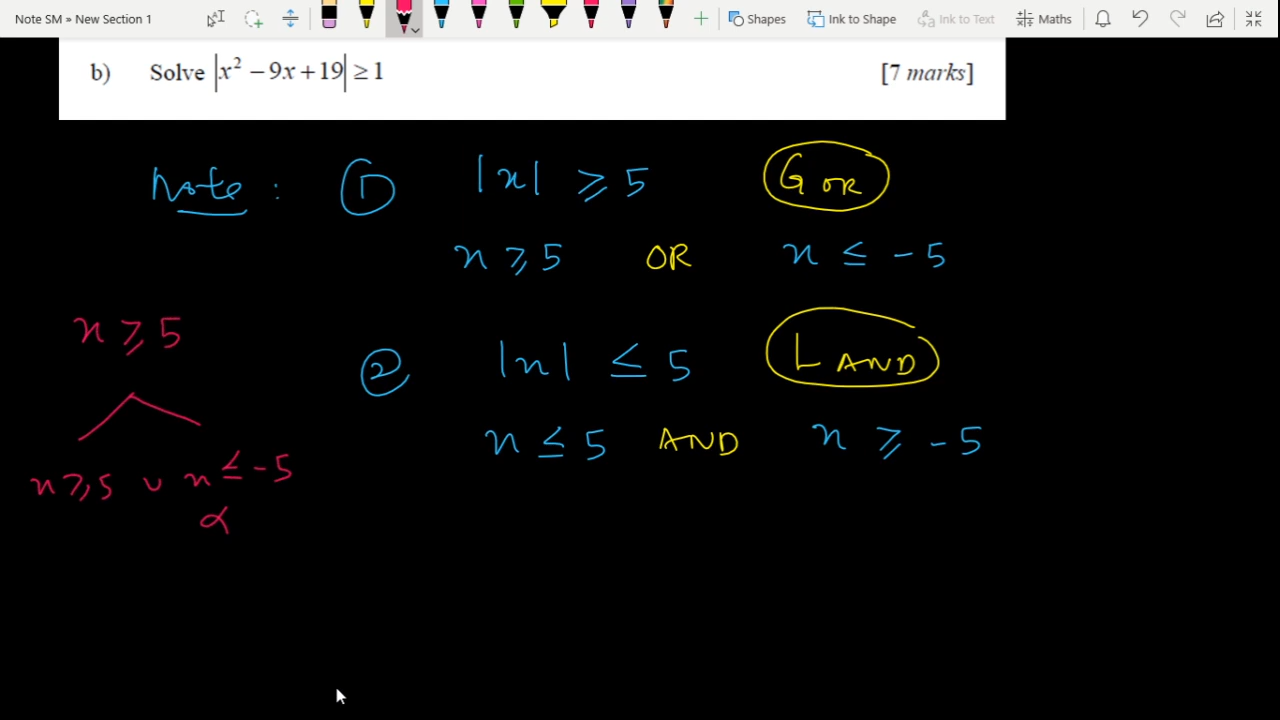 Note SM » New Section 1 Shapes Ink to Shape Ink to Text Maths
b) Solve |x² − 9x + 19| ≥ 1 [7 marks]
Note : ① |x| ≥ 5 G OR
x ≥ 5 OR x ≤ -5
x ≥ 5
② |x| ≤ 5 L AND
x ≤ 5 AND x ≥ -5
x ≥ 5 ∪ x ≤ -5